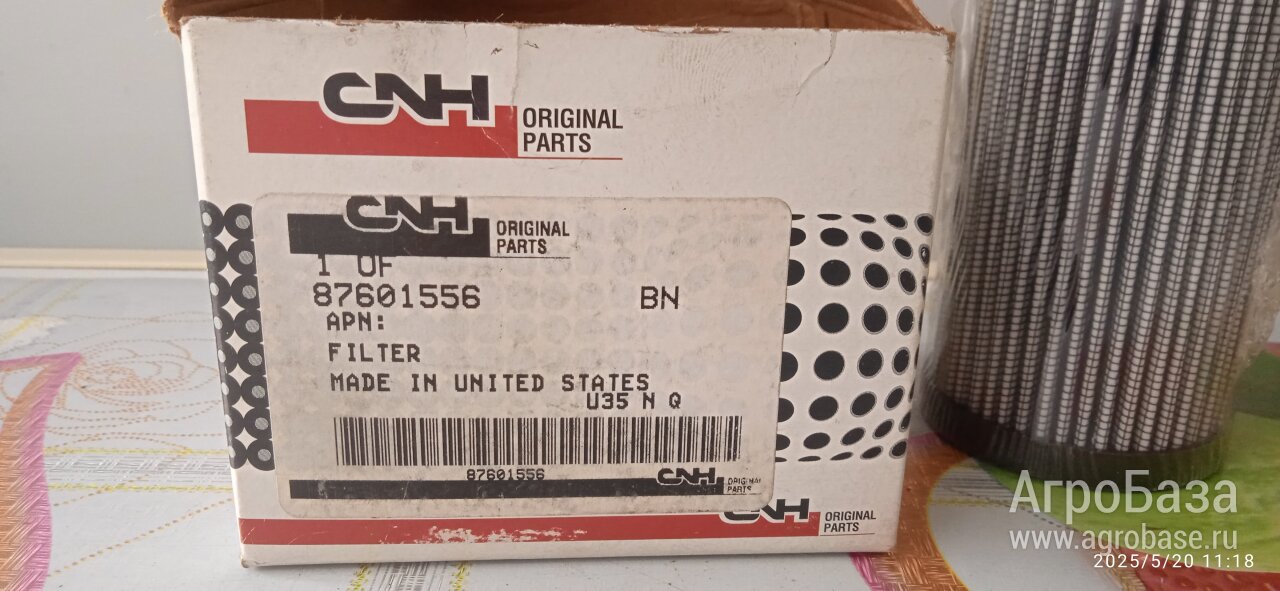 CNH
ORIGINAL
PARTS
CNH
ORIGINAL
PARTS
1 OF
87601556 BN
APN:
FILTER
MADE IN UNITED STATES
U35 N Q
87601556
CNH ORIGINAL
PARTS
CNH ORIGINAL
PARTS
АгроБаза
www.agrobase.ru
2025/5/20 11:18